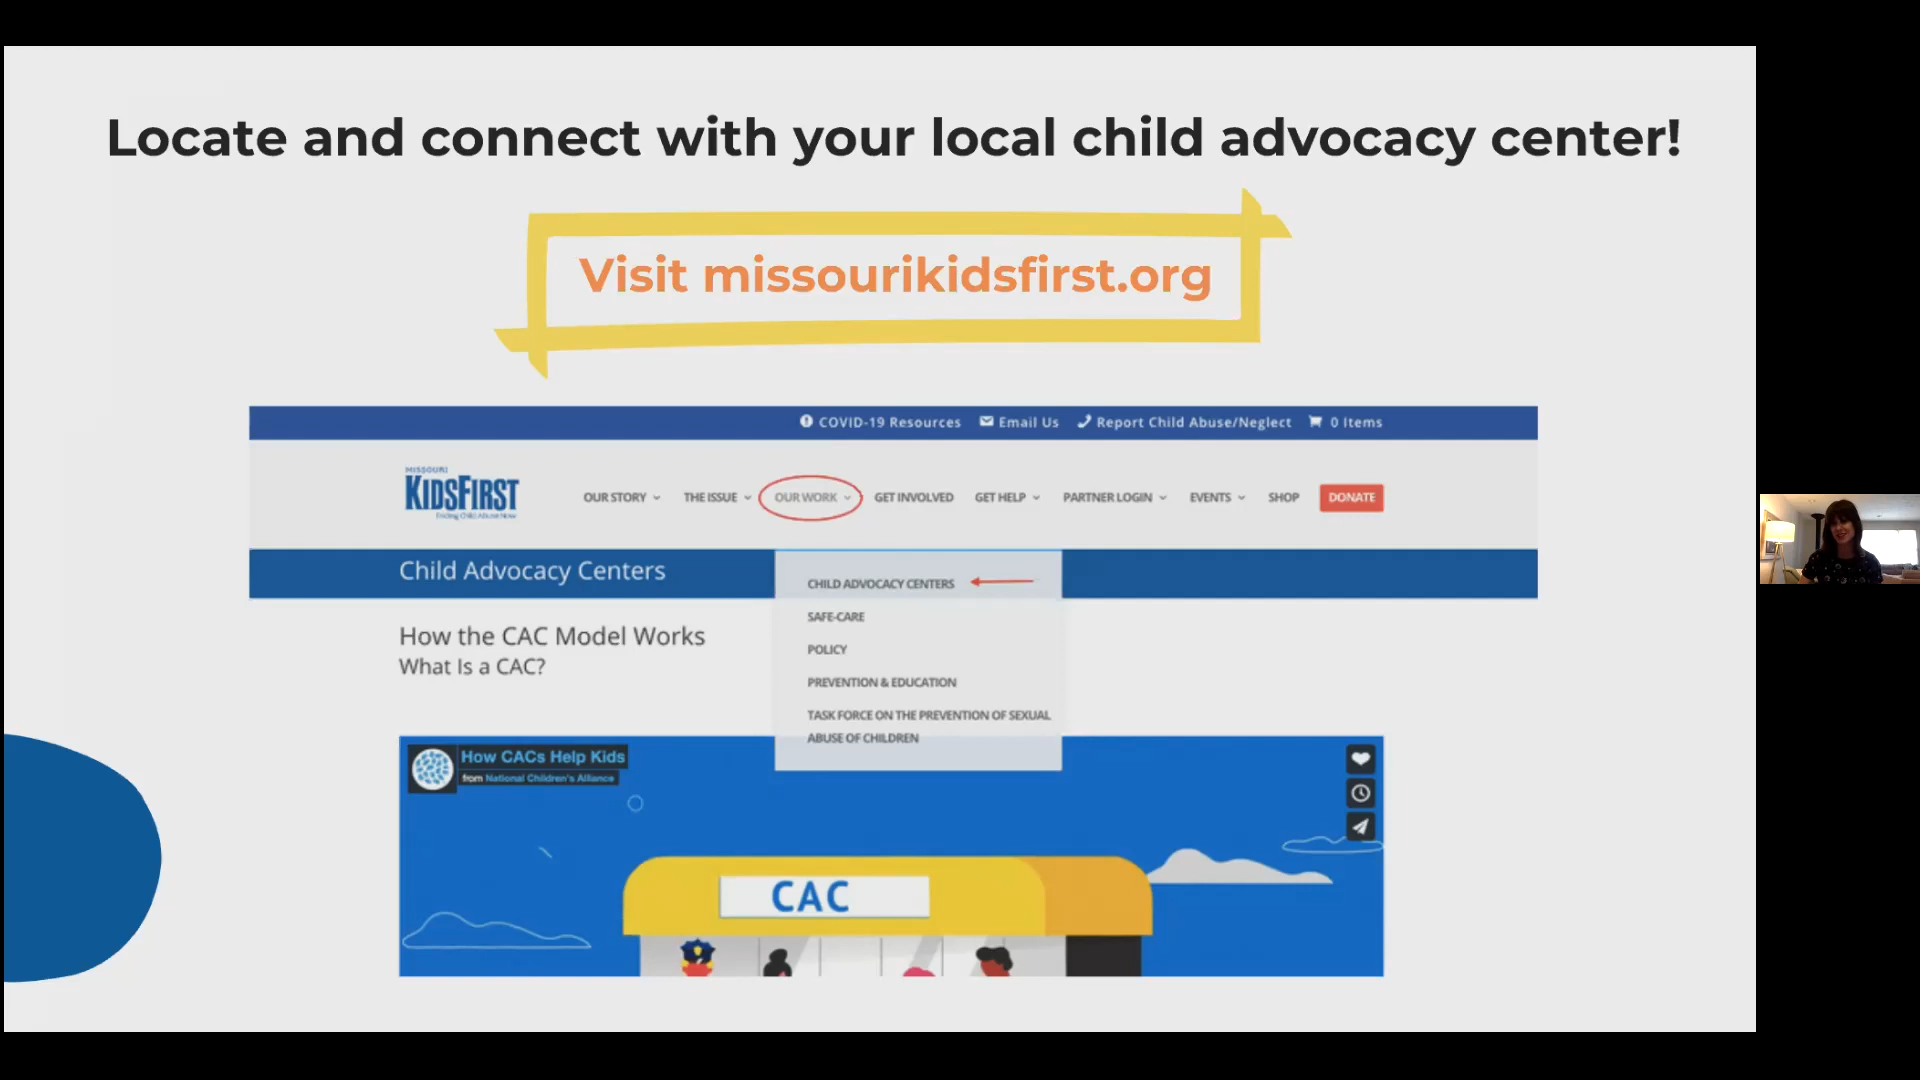 Locate and connect with your local child advocacy center!
Visit missourikidsfirst.org
COVID-19 Resources Email Us Report Child Abuse/Neglect 0 Items
MISSOURI
KIDSFIRST
Ending Child Abuse Now
OUR STORY THE ISSUE OUR WORK GET INVOLVED GET HELP PARTNER LOGIN EVENTS SHOP DONATE
Child Advocacy Centers
CHILD ADVOCACY CENTERS
SAFE-CARE
POLICY
PREVENTION & EDUCATION
TASK FORCE ON THE PREVENTION OF SEXUAL
ABUSE OF CHILDREN
How the CAC Model Works
What Is a CAC?
How CACs Help Kids
from National Children's Alliance
CAC